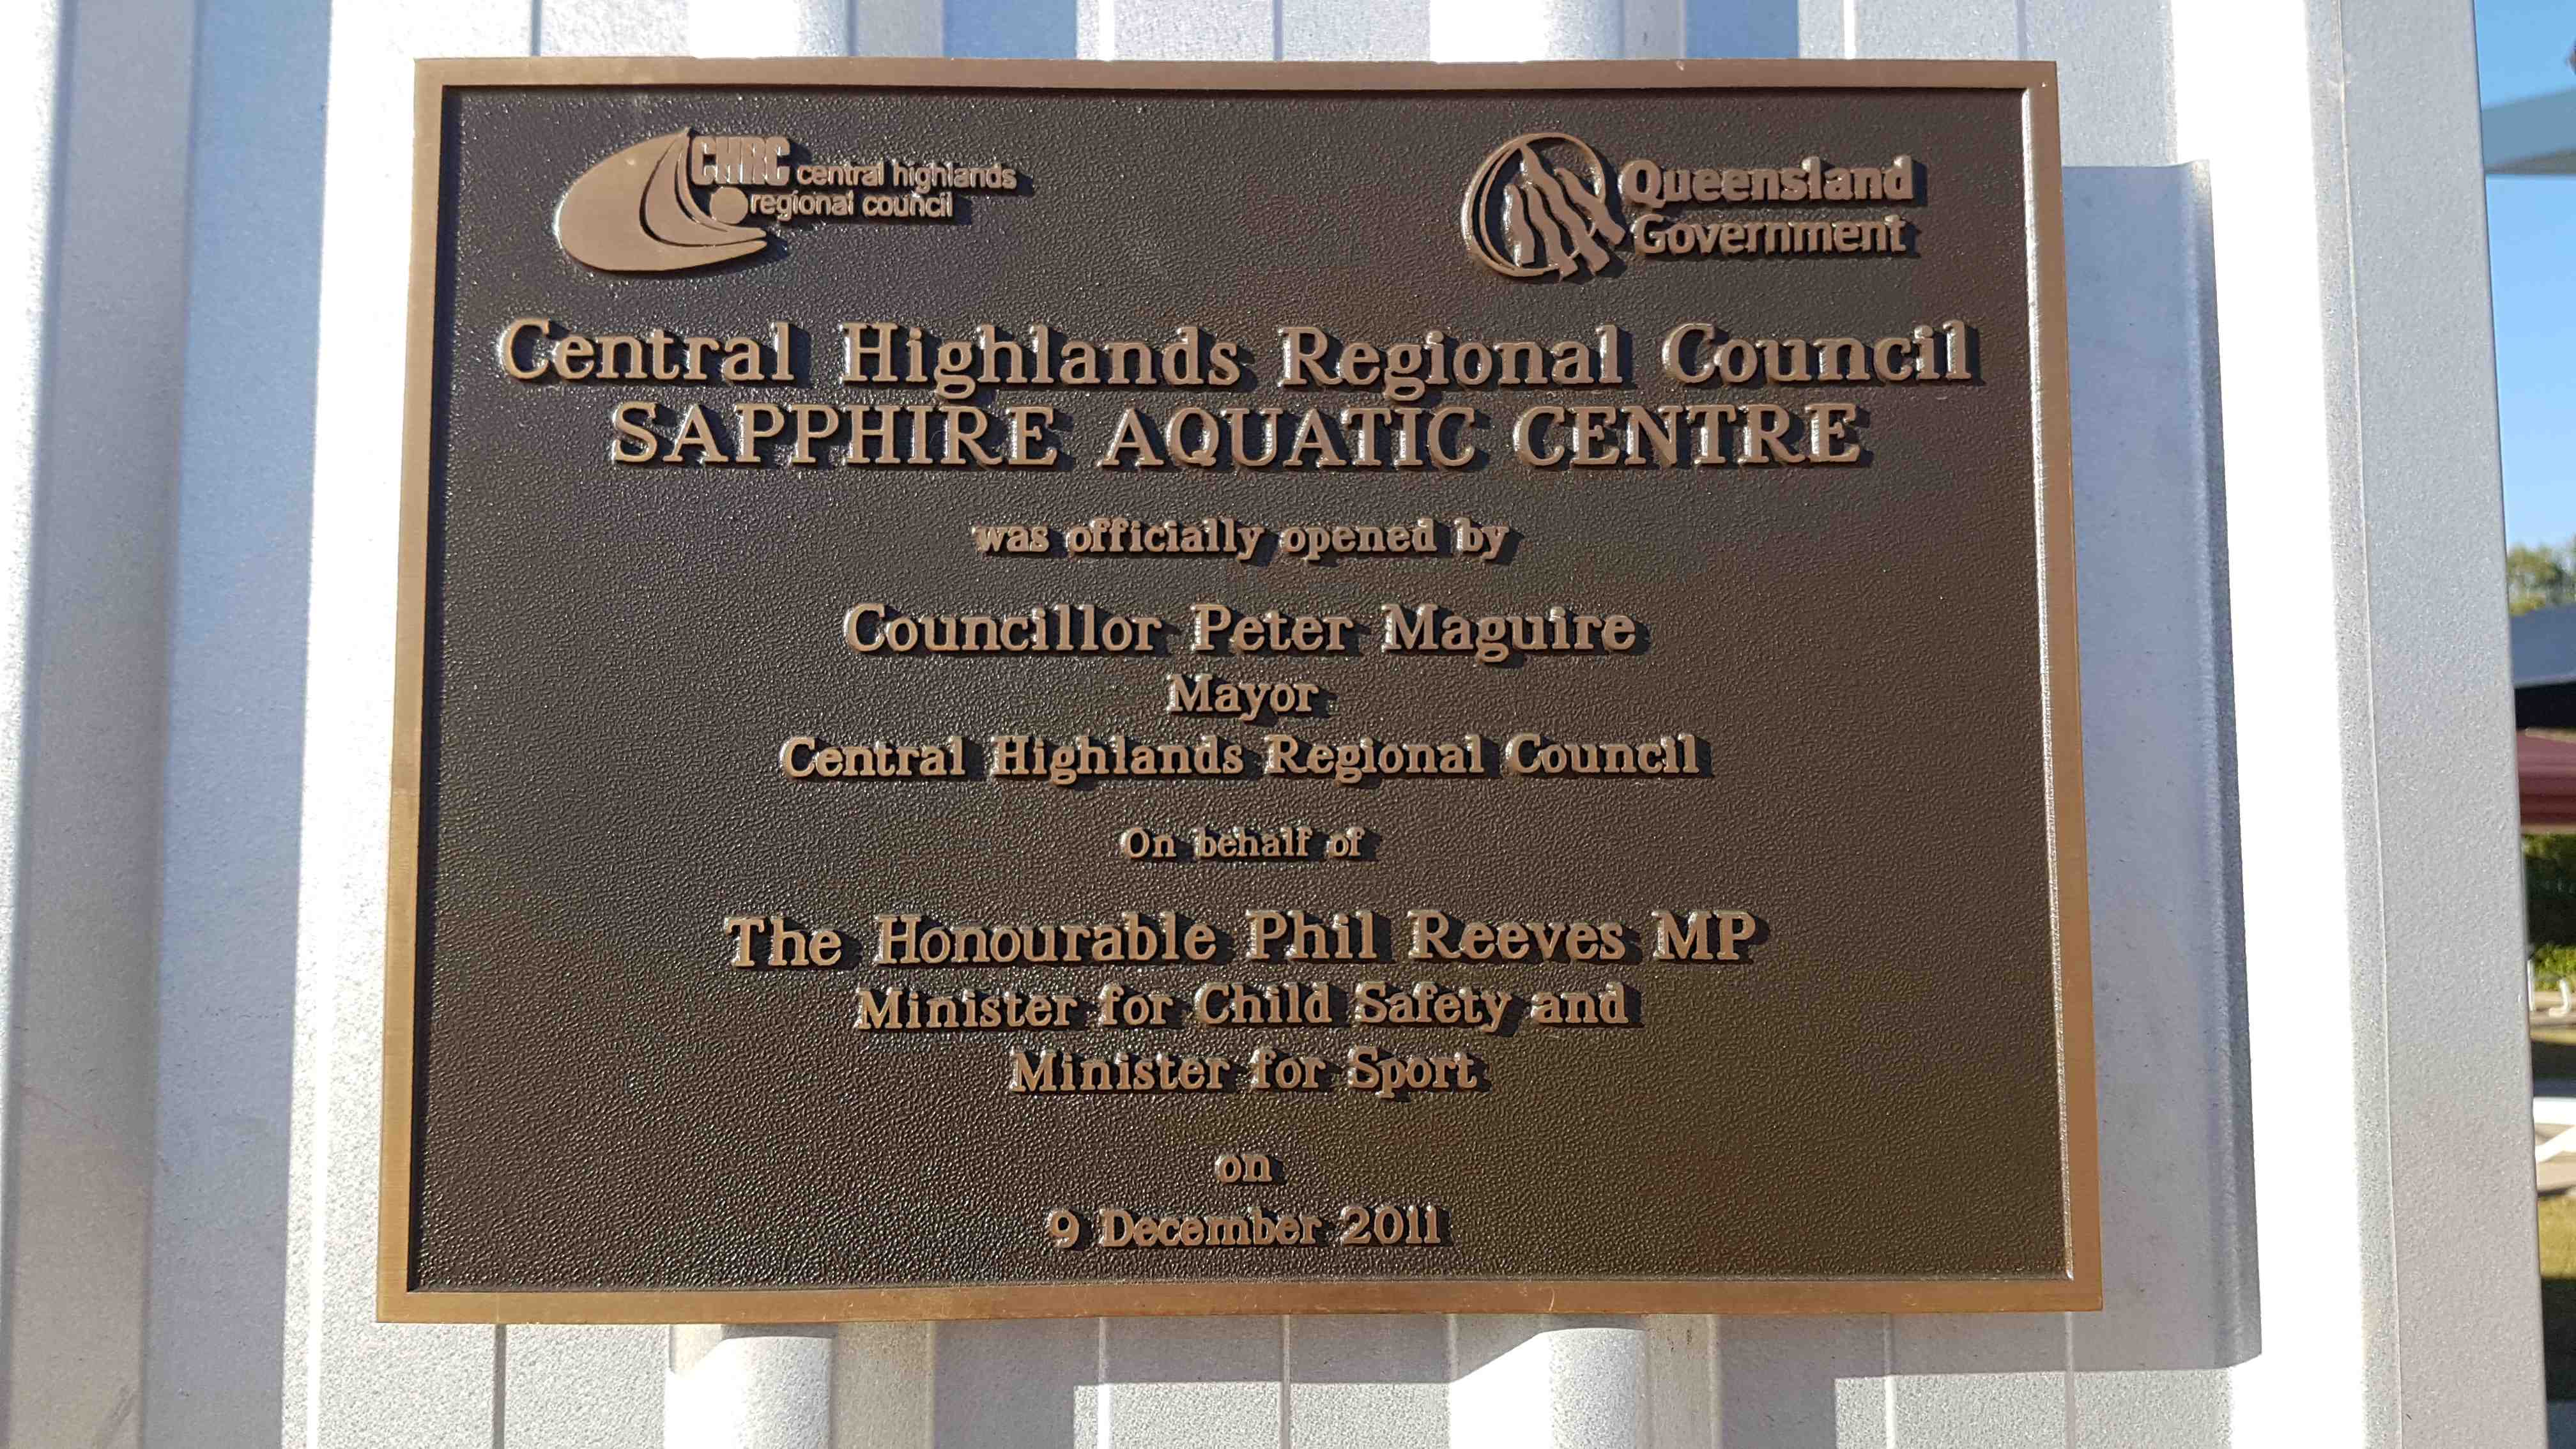 CHRC central highlands
regional council
Queensland
Government
Central Highlands Regional Council
SAPPHIRE AQUATIC CENTRE
was officially opened by
Councillor Peter Maguire
Mayor
Central Highlands Regional Council
On behalf of
The Honourable Phil Reeves MP
Minister for Child Safety and
Minister for Sport
on
9 December 2011